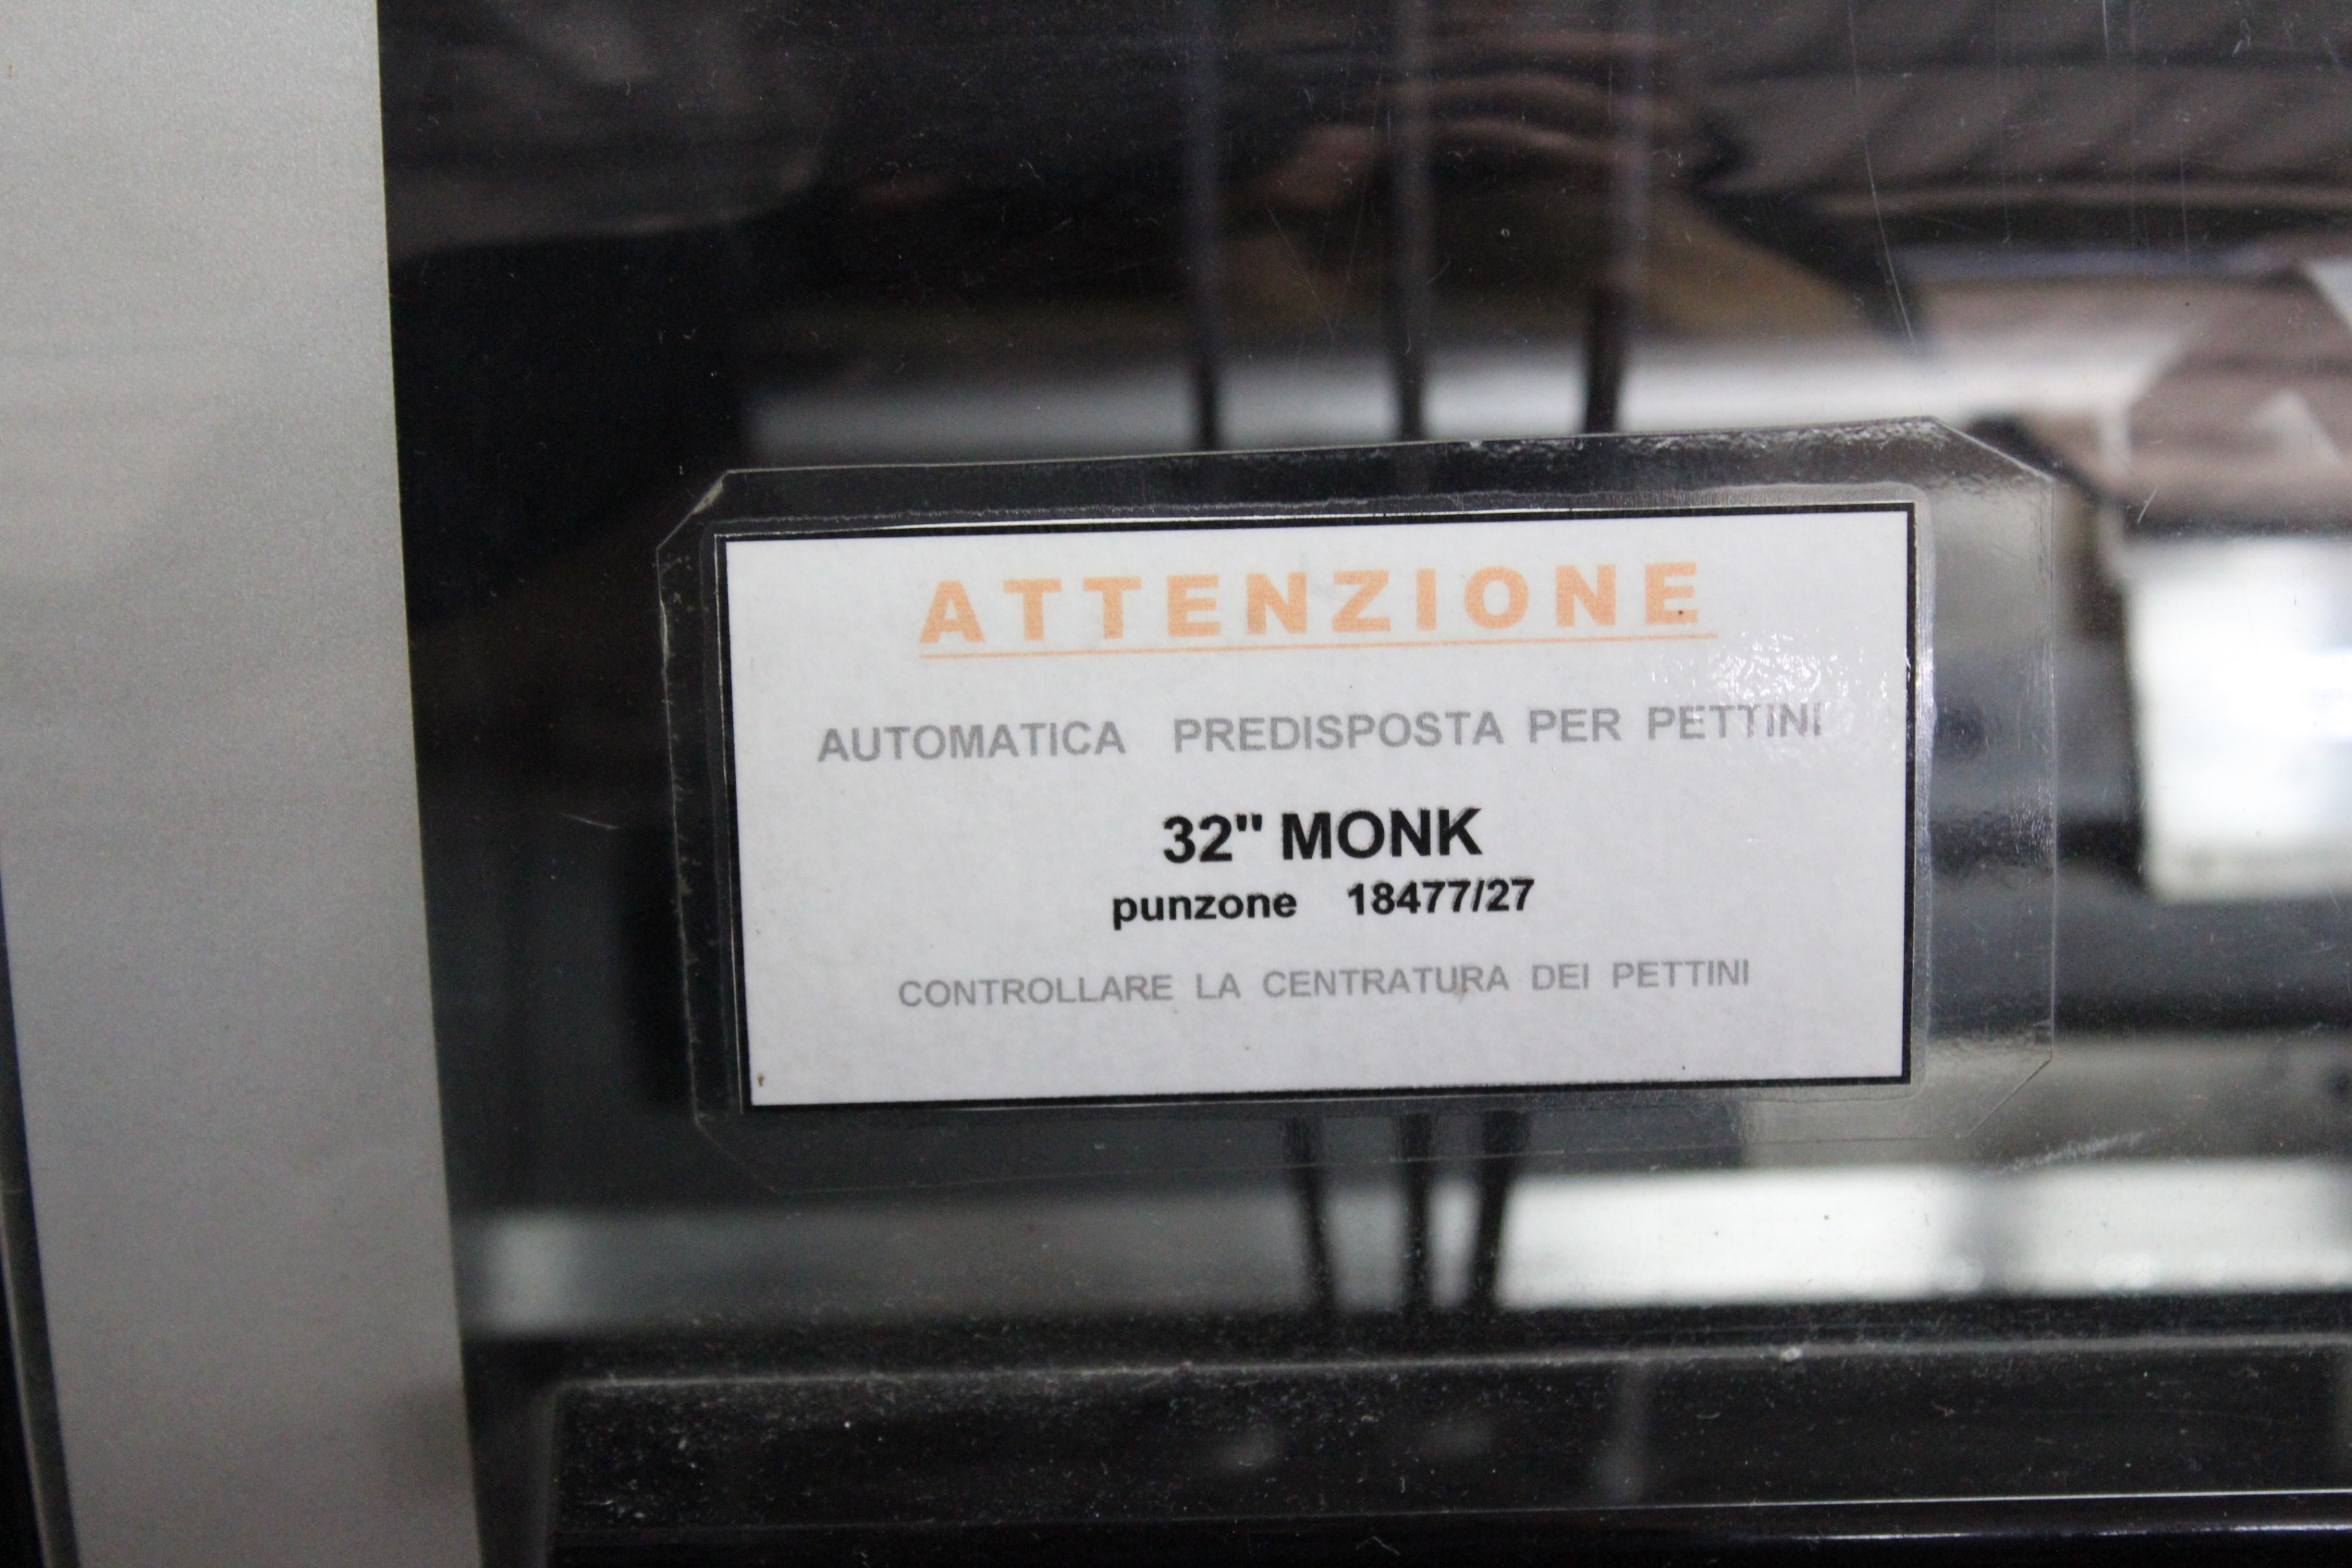 ATTENZIONE
AUTOMATICA PREDISPOSTA PER PETTINI
32" MONK
punzone 18477/27
CONTROLLARE LA CENTRATURA DEI PETTINI